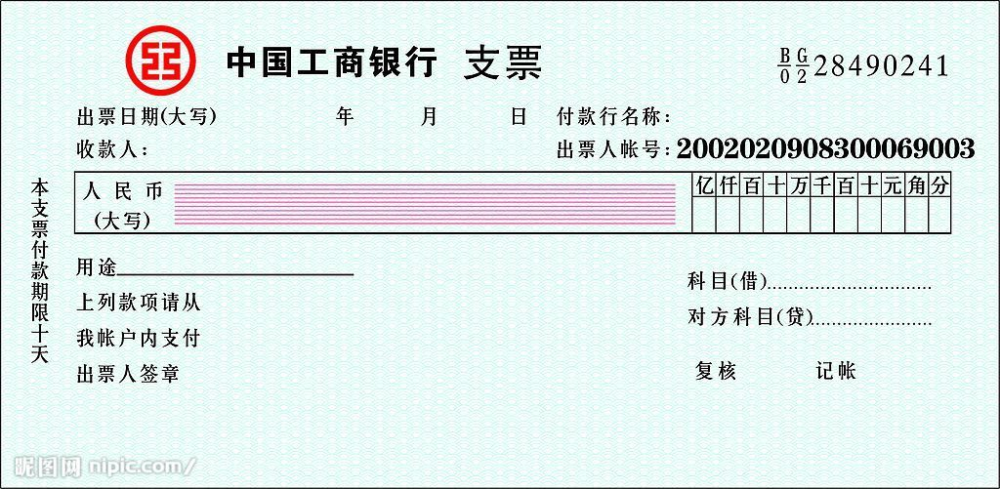 中国工商银行 支票
BG
02 28490241
出票日期(大写) 年 月 日 付款行名称:
收款人: 出票人帐号:2002020908300069003
本支票付款期限十天
人民币
(大写)
亿仟百十万千百十元角分
用途
上列款项请从
我帐户内支付
出票人签章
科目(借)
对方科目(贷)
复核 记帐
昵图网 nipic.com/